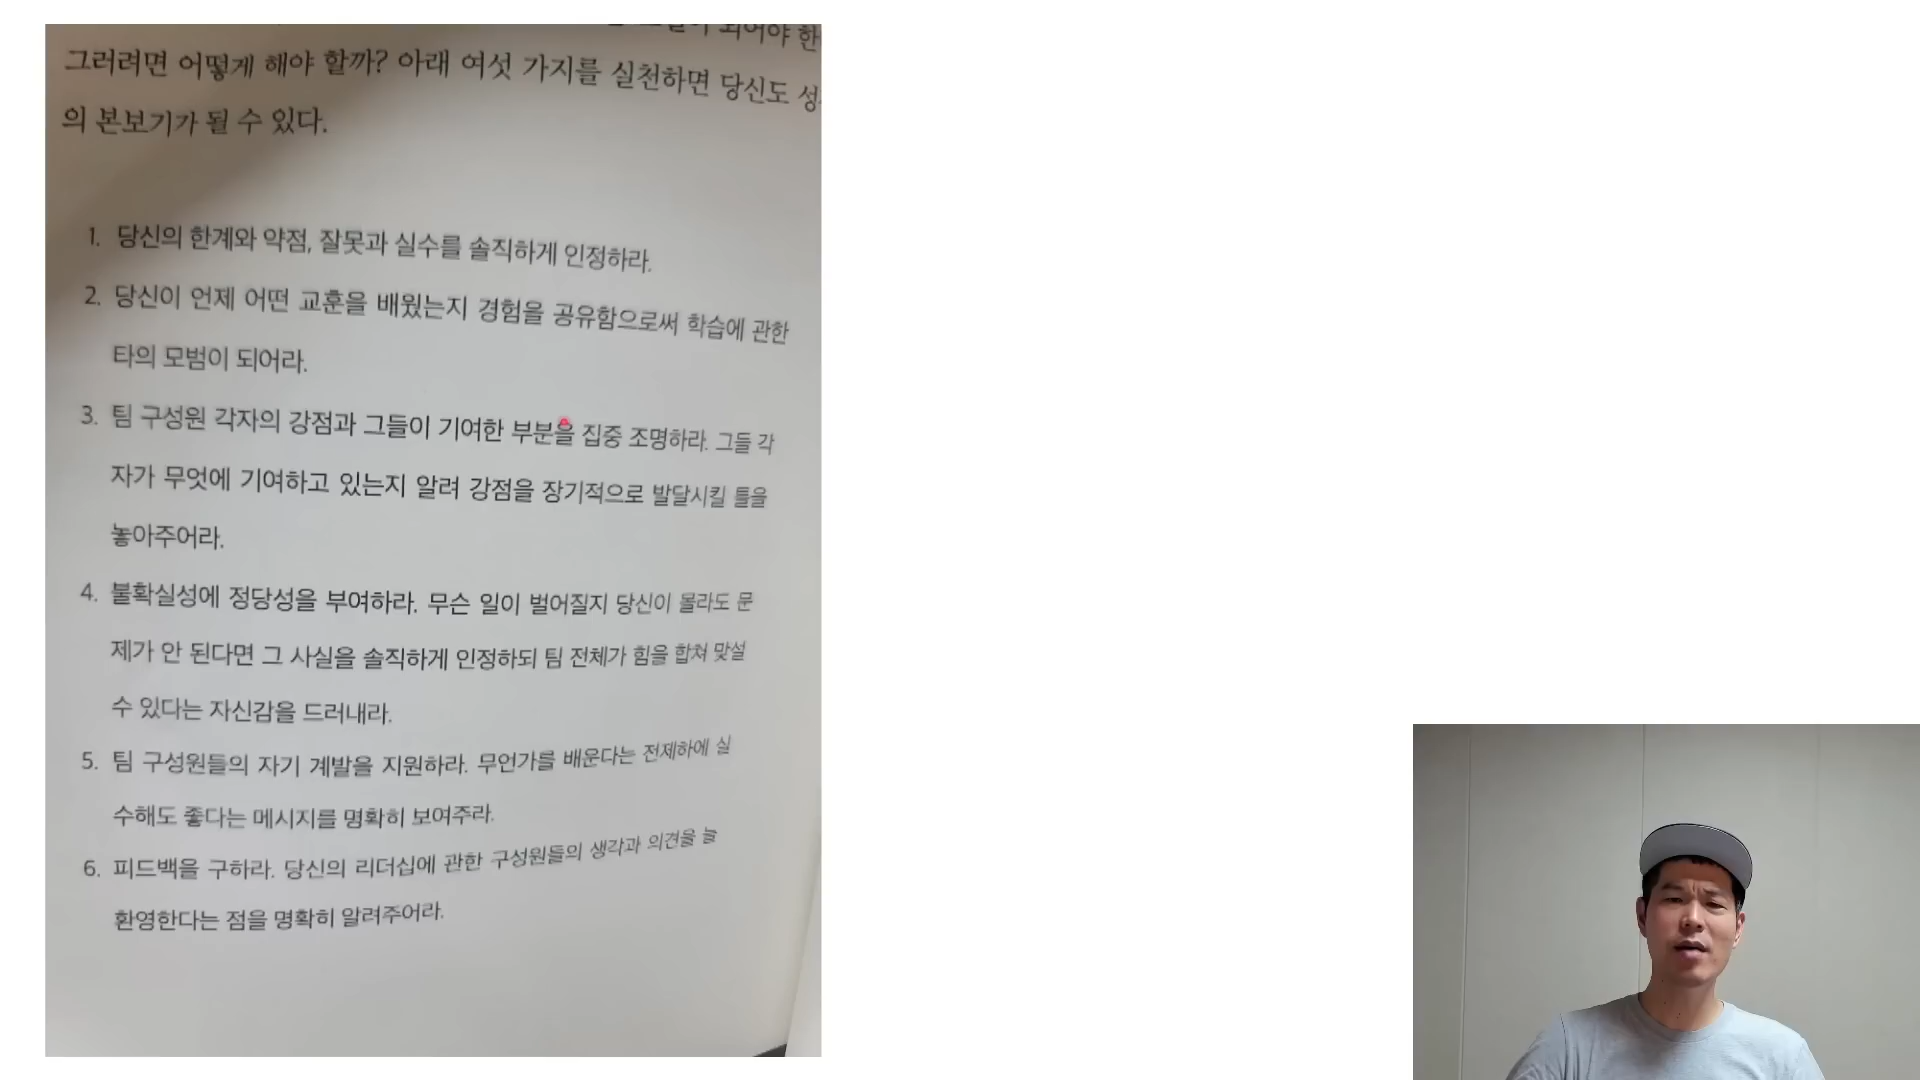 되어야 한
그러려면 어떻게 해야 할까? 아래 여섯 가지를 실천하면 당신도 성
의 본보기가 될 수 있다.
1. 당신의 한계와 약점, 잘못과 실수를 솔직하게 인정하라.
2. 당신이 언제 어떤 교훈을 배웠는지 경험을 공유함으로써 학습에 관한
타의 모범이 되어라.
3. 팀 구성원 각자의 강점과 그들이 기여한 부분을 집중 조명하라. 그들 각
자가 무엇에 기여하고 있는지 알려 강점을 장기적으로 발달시킬 틀을
놓아주어라.
4. 불확실성에 정당성을 부여하라. 무슨 일이 벌어질지 당신이 몰라도 문
제가 안 된다면 그 사실을 솔직하게 인정하되 팀 전체가 힘을 합쳐 맞설
수 있다는 자신감을 드러내라.
5. 팀 구성원들의 자기 계발을 지원하라. 무언가를 배운다는 전제하에 실
수해도 좋다는 메시지를 명확히 보여주라.
6. 피드백을 구하라. 당신의 리더십에 관한 구성원들의 생각과 의견을 늘
환영한다는 점을 명확히 알려주어라.